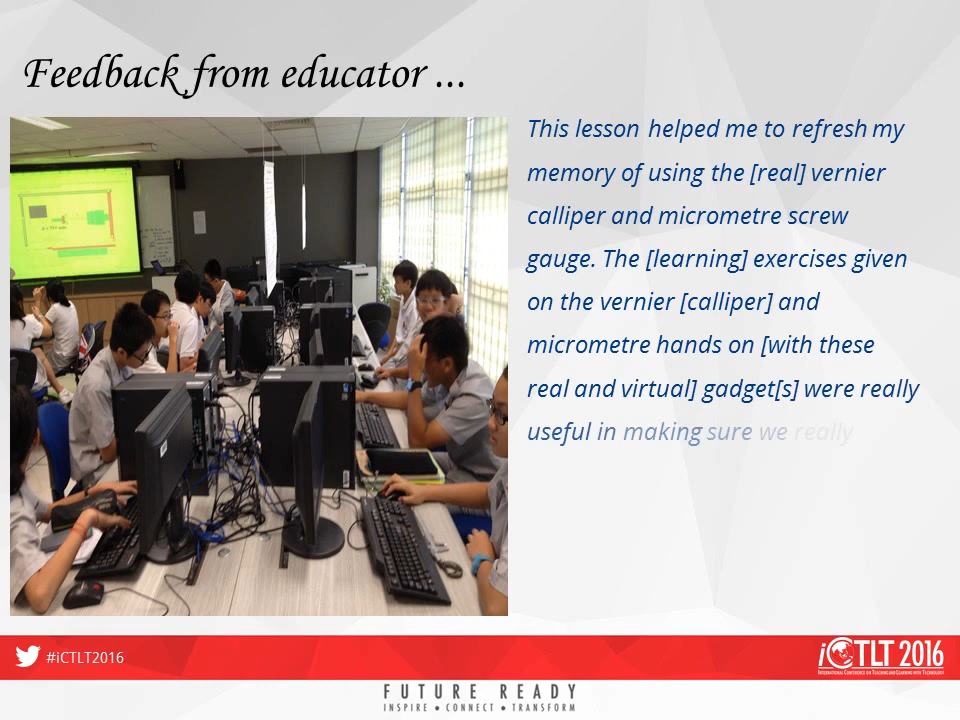 Feedback from educator ...
This lesson helped me to refresh my
memory of using the [real] vernier
calliper and micrometre screw
gauge. The [learning] exercises given
on the vernier [calliper] and
micrometre hands on [with these
real and virtual] gadget[s] were really
useful in making sure we really
#iCTLT2016
iCTLT 2016
INTERNATIONAL CONFERENCE ON TEACHING AND LEARNING WITH TECHNOLOGY
FUTURE READY
INSPIRE • CONNECT • TRANSFORM